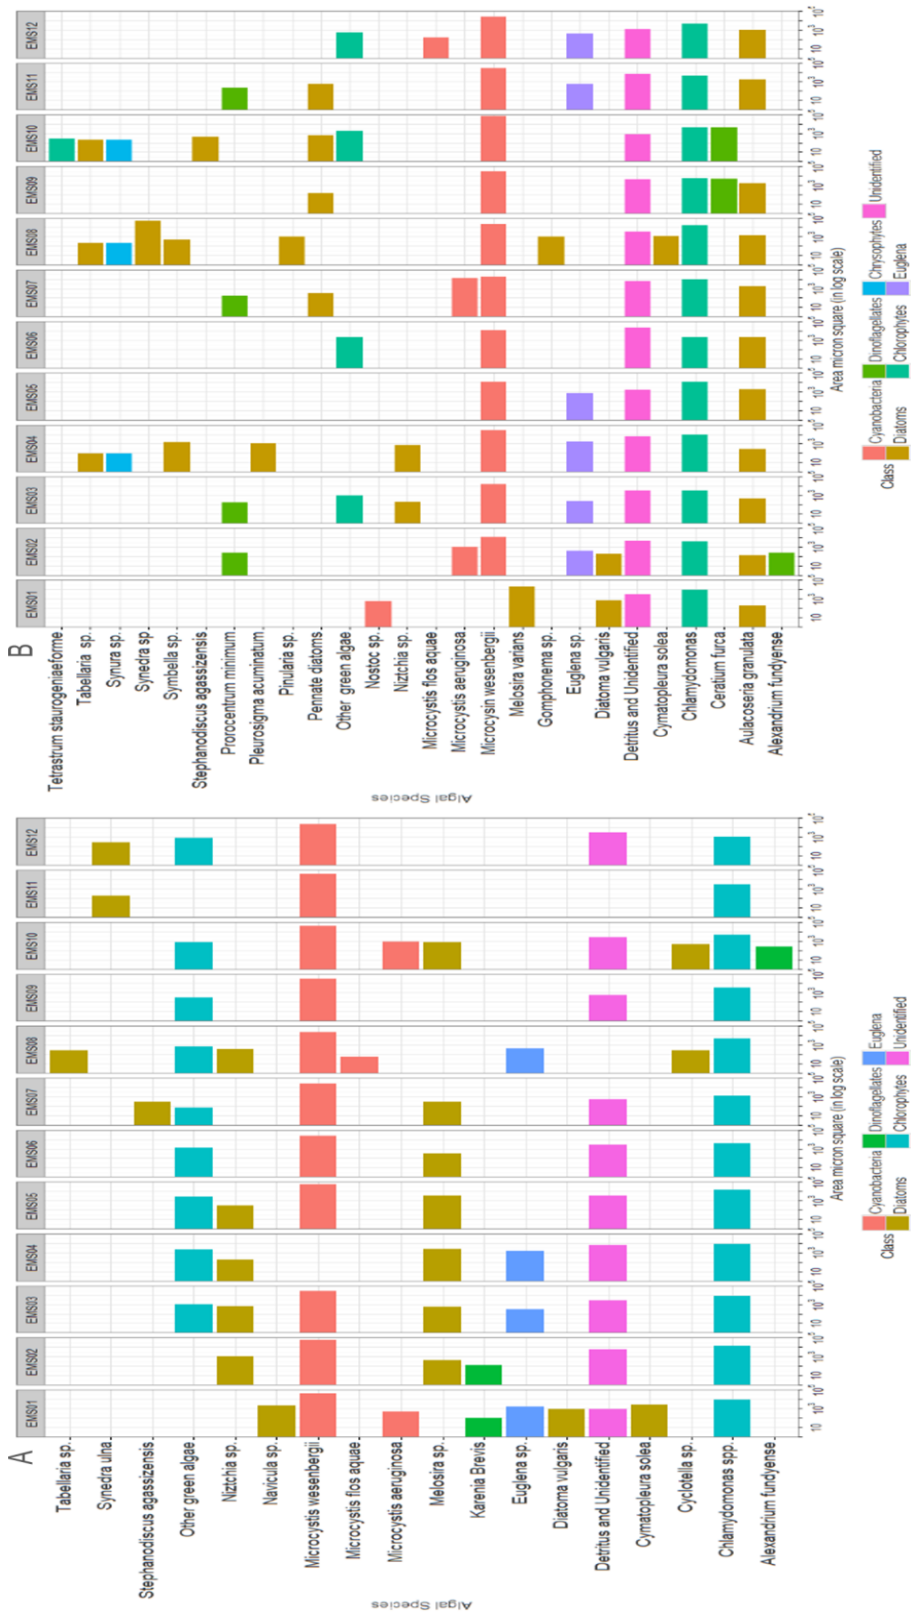 A
EMS01 EMS02 EMS03 EMS04 EMS05 EMS06 EMS07 EMS08 EMS09 EMS10 EMS11 EMS12
Algal Species
Tabellaria sp.
Synedra ulna
Stephanodiscus agassizensis
Other green algae
Niztchia sp.
Navicula sp.
Microcystis wesenbergii
Microcystis flos aquae
Microcystis aeruginosa
Melosira sp.
Karenia Brevis
Euglena sp.
Diatoma vulgaris
Detritus and Unidentified
Cymatopleura solea
Cyclotella sp.
Chlamydomonas spp.
Alexandrium fundyense
Area micron square (in log scale)
Class
Cyanobacteria Dinoflagellates Euglena
Diatoms Chlorophytes Unidentified
B
EMS01 EMS02 EMS03 EMS04 EMS05 EMS06 EMS07 EMS08 EMS09 EMS10 EMS11 EMS12
Algal Species
Tetrastrum staurogeniaeforme
Tabellaria sp.
Synura sp.
Synedra sp
Symbella sp.
Stephanodiscus agassizensis
Prorocentrum minimum
Pleurosigma acuminatum
Pinularia sp.
Pennate diatoms
Other green algae
Nostoc sp.
Niztchia sp.
Microcystis flos aquae
Microcystis aeruginosa
Microcysin wesenbergii
Melosira varians
Gomphonema sp.
Euglena sp.
Diatoma vulgaris
Detritus and Unidentified
Cymatopleura solea
Chlamydomonas
Ceratium furca
Aulacoseria granulata
Alexandrium fundyense
Area micron square (in log scale)
Class
Cyanobacteria Dinoflagellates Chrysophytes Unidentified
Diatoms Chlorophytes Euglena